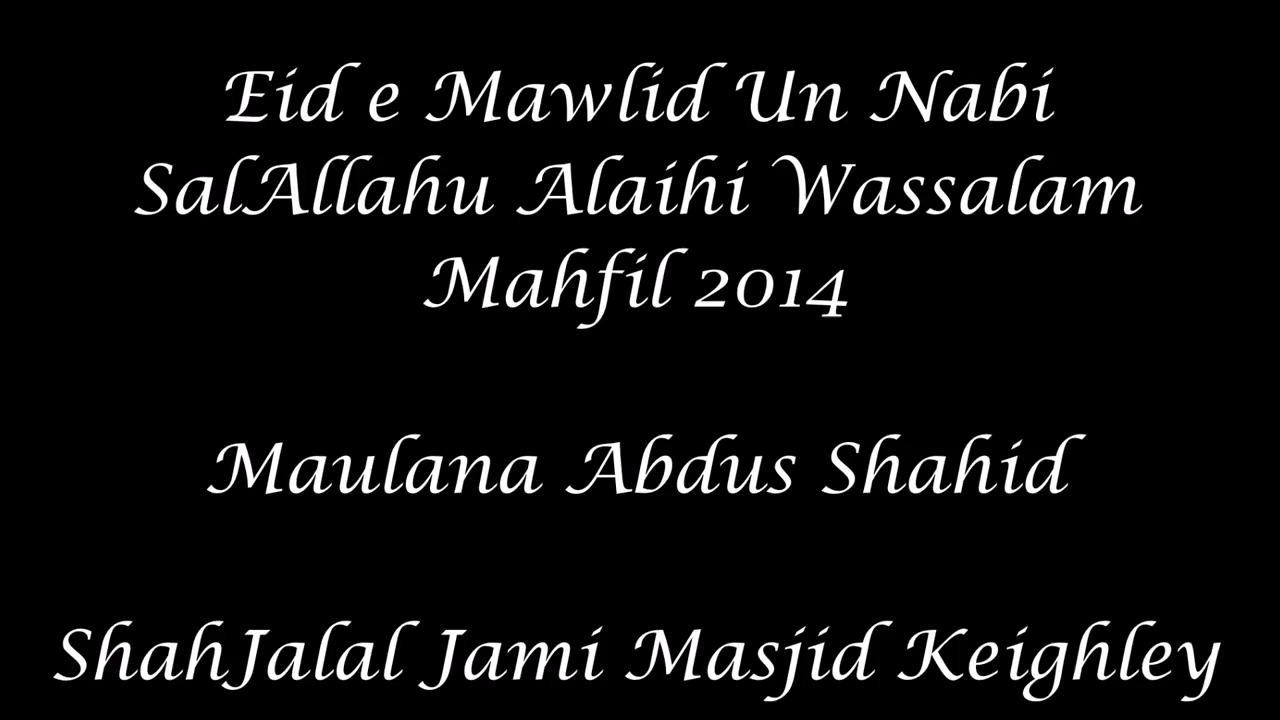 Eid e Mawlid Un Nabi
SalAllahu Alaihi Wassalam
Mahfil 2014
Maulana Abdus Shahid
ShahJalal Jami Masjid Keighley